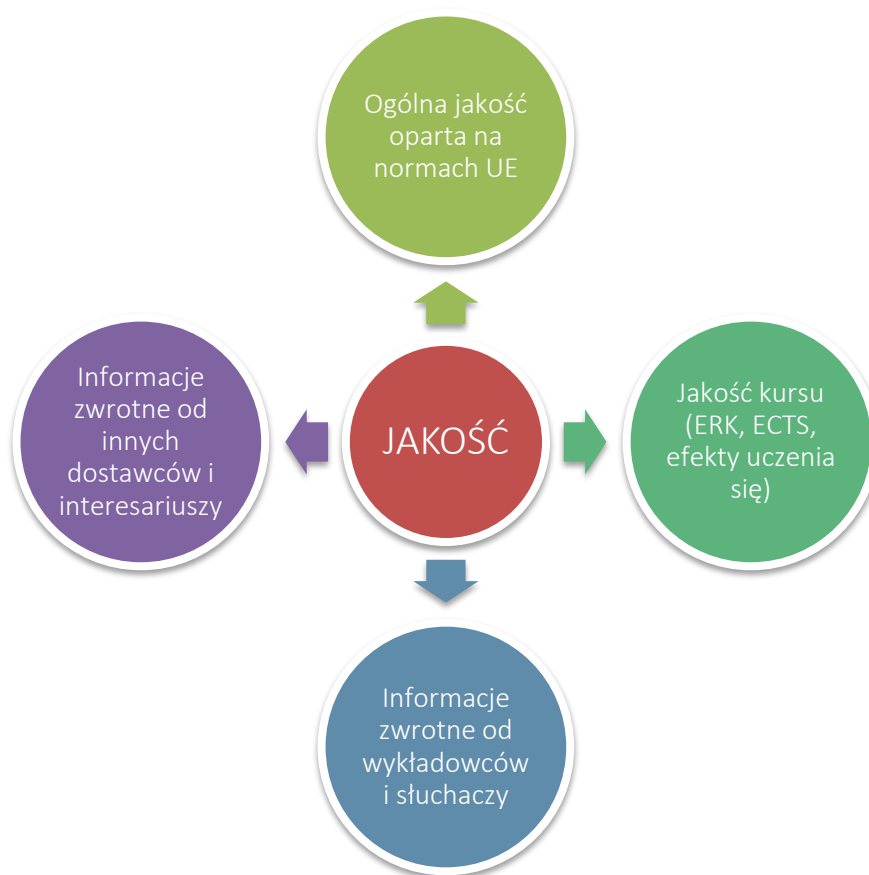 Ogólna jakość
oparta na
normach UE
Informacje
zwrotne od
innych
dostawców i
interesariuszy
JAKOŚĆ
Jakość kursu
(ERK, ECTS,
efekty uczenia
się)
Informacje
zwrotne od
wykładowców
i słuchaczy